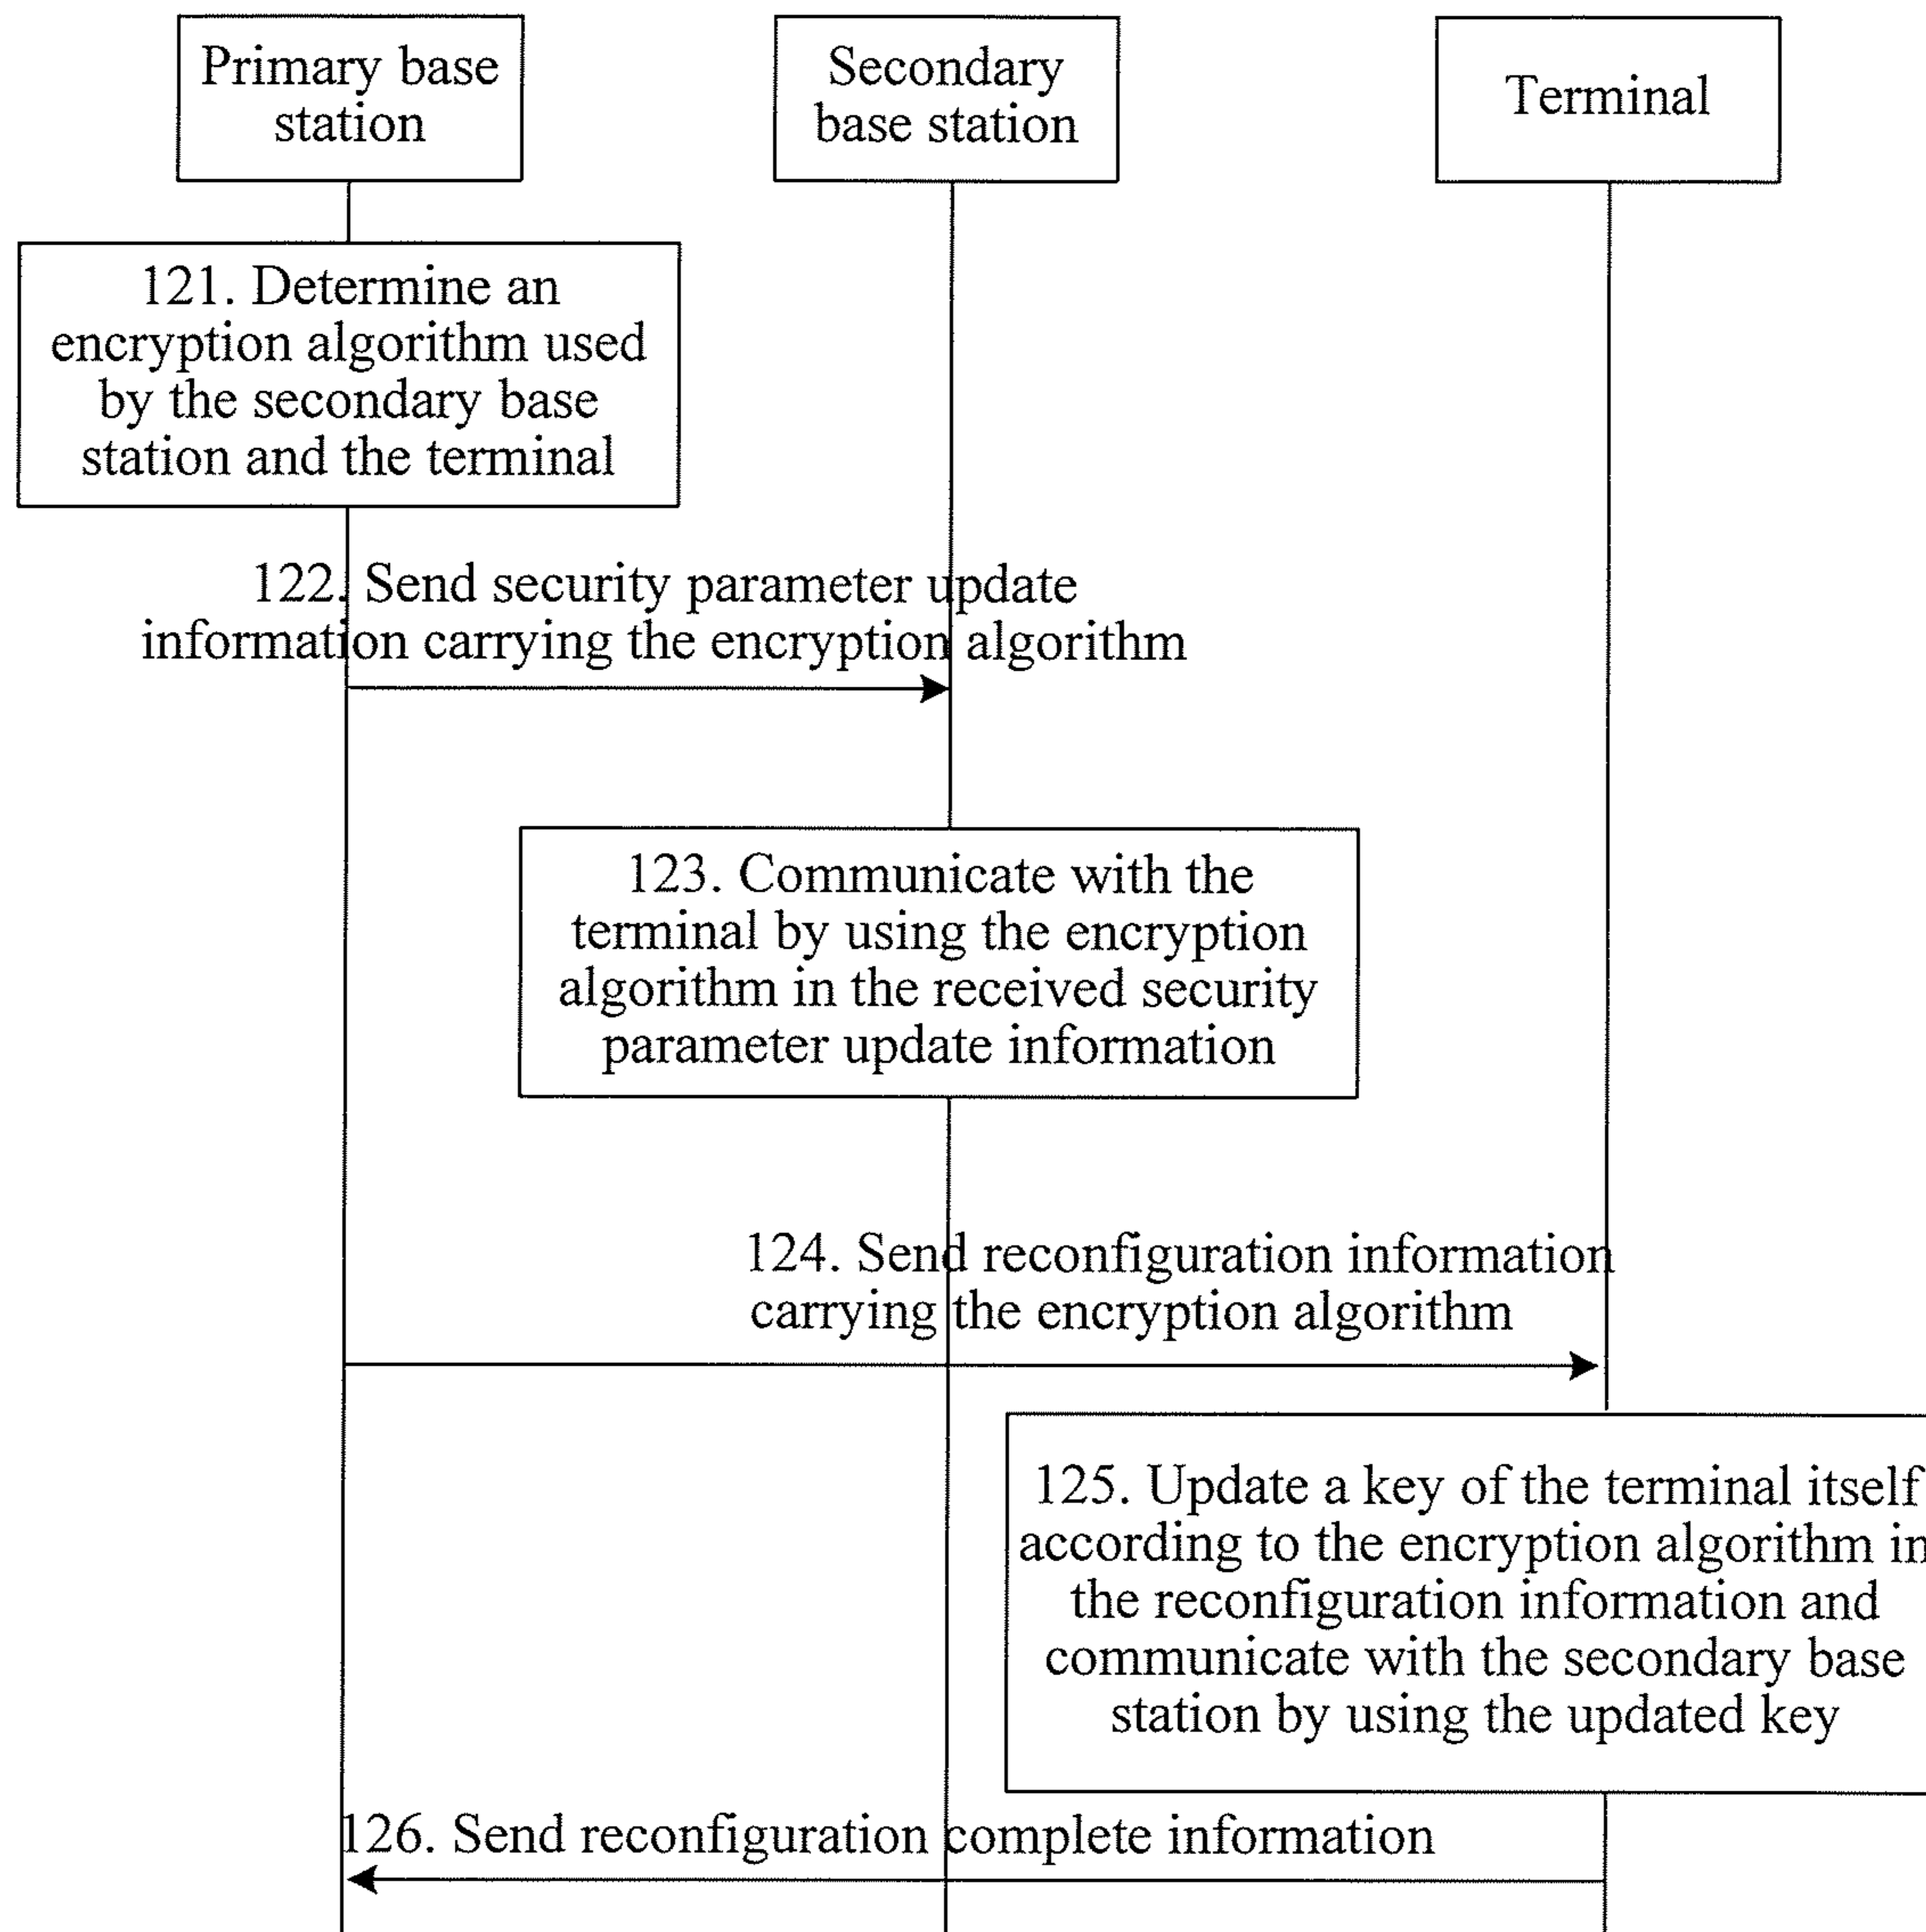 Primary base
station
Secondary
base station
Terminal
121. Determine an
encryption algorithm used
by the secondary base
station and the terminal
122. Send security parameter update
information carrying the encryption algorithm
123. Communicate with the
terminal by using the encryption
algorithm in the received security
parameter update information
124. Send reconfiguration information
carrying the encryption algorithm
125. Update a key of the terminal itself
according to the encryption algorithm in
the reconfiguration information and
communicate with the secondary base
station by using the updated key
126. Send reconfiguration complete information